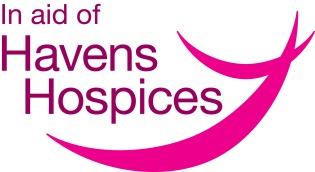 In aid of
Havens
Hospices